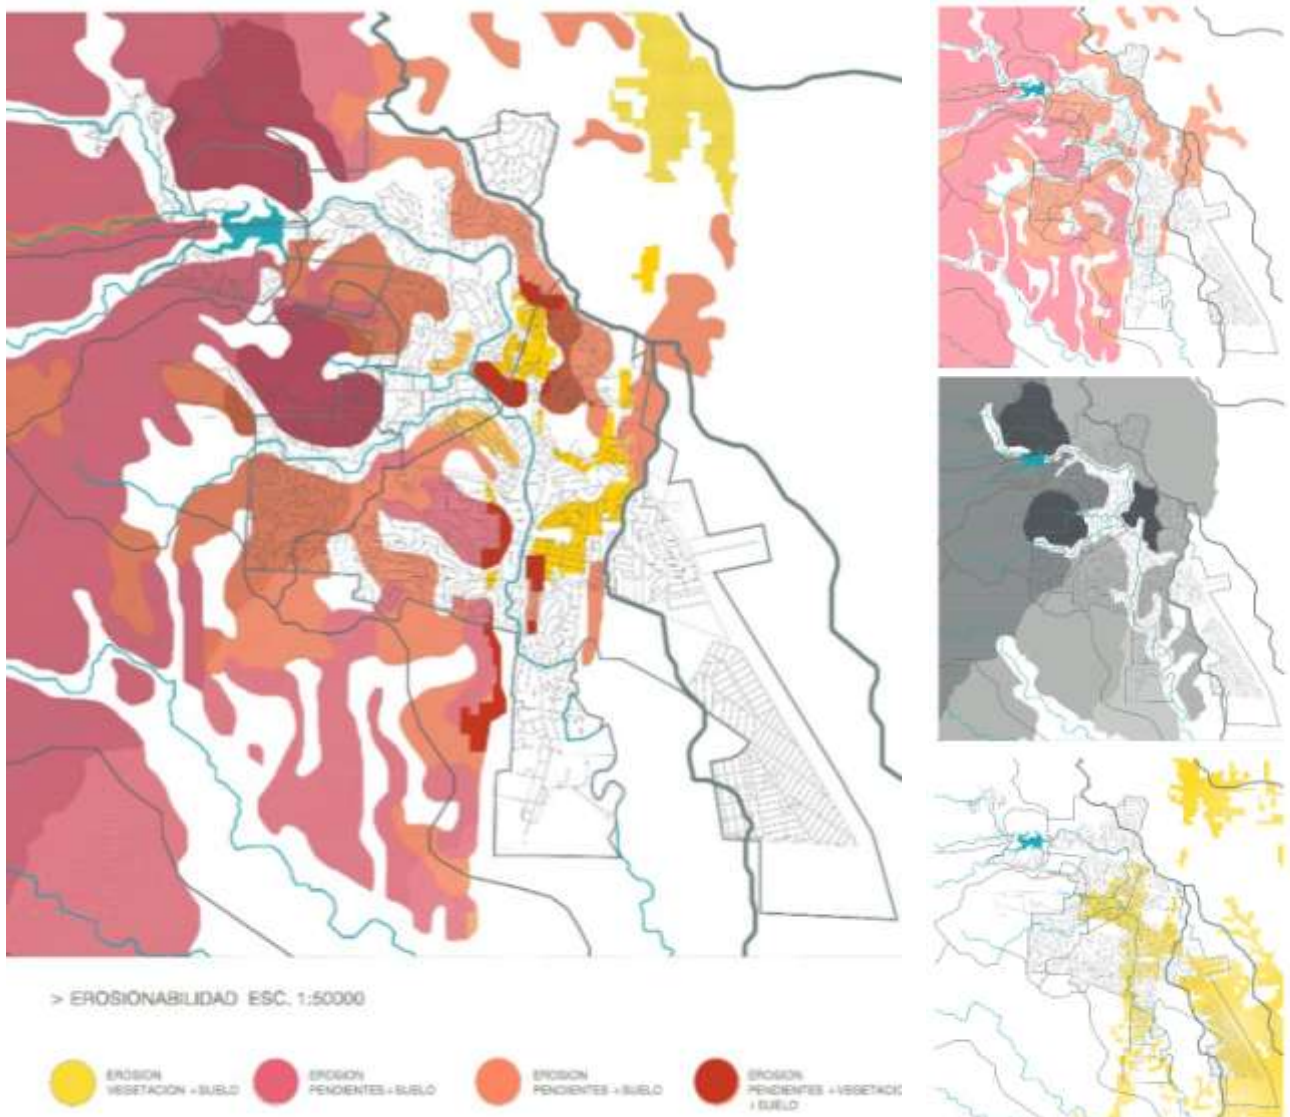 > EROSIONABILIDAD ESC. 1:50000
EROSION
VEGETACION + SUELO
EROSION
PENDIENTES + SUELO
EROSION
PENDIENTES + SUELO
EROSION
PENDIENTES + VEGETACIO
+ SUELO